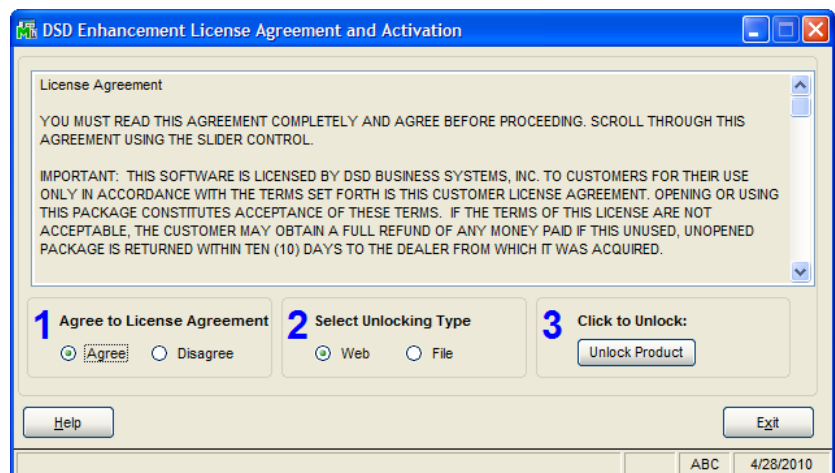 DSD Enhancement License Agreement and Activation
License Agreement
YOU MUST READ THIS AGREEMENT COMPLETELY AND AGREE BEFORE PROCEEDING. SCROLL THROUGH THIS
AGREEMENT USING THE SLIDER CONTROL.
IMPORTANT: THIS SOFTWARE IS LICENSED BY DSD BUSINESS SYSTEMS, INC. TO CUSTOMERS FOR THEIR USE
ONLY IN ACCORDANCE WITH THE TERMS SET FORTH IS THIS CUSTOMER LICENSE AGREEMENT. OPENING OR USING
THIS PACKAGE CONSTITUTES ACCEPTANCE OF THESE TERMS. IF THE TERMS OF THIS LICENSE ARE NOT
ACCEPTABLE, THE CUSTOMER MAY OBTAIN A FULL REFUND OF ANY MONEY PAID IF THIS UNUSED, UNOPENED
PACKAGE IS RETURNED WITHIN TEN (10) DAYS TO THE DEALER FROM WHICH IT WAS ACQUIRED.
1 Agree to License Agreement
Agree Disagree
2 Select Unlocking Type
Web File
3 Click to Unlock:
Unlock Product
Help Exit
ABC 4/28/2010